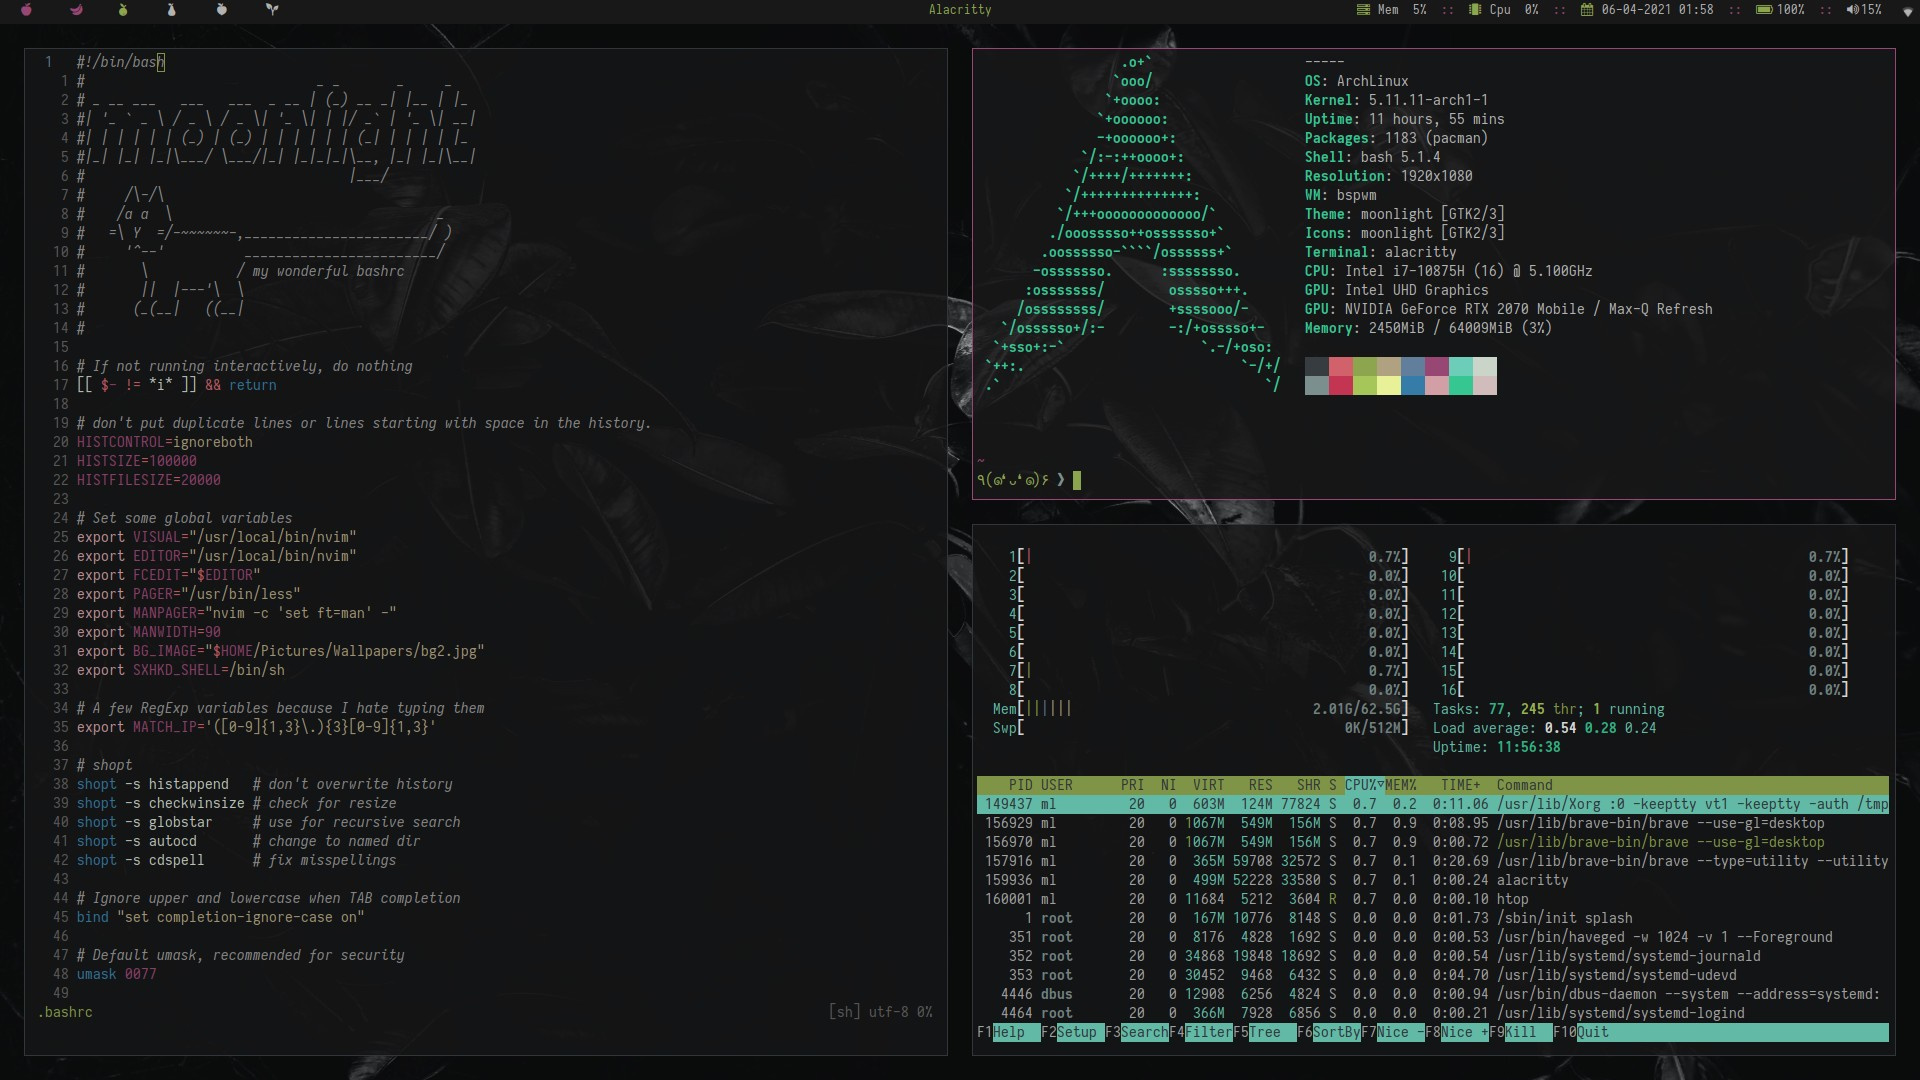 Alacritty
Mem 5% :: Cpu 0% :: 06-04-2021 01:58 :: 100% :: 15%
1 #!/bin/bash
1 #
2 #
3 #
4 #
5 #
6 #
7 #     /\-/\
8 #    /a a  \
9 #   =\ Y  =/-~~~~~~-,_______________________/ )
10 #     '^--'          ________________________/
11 #       \           / my wonderful bashrc
12 #       ||  |---'\  \
13 #      (_(__|   ((__|
14 #
15
16 # If not running interactively, do nothing
17 [[ $- != *i* ]] && return
18
19 # don't put duplicate lines or lines starting with space in the history.
20 HISTCONTROL=ignoreboth
21 HISTSIZE=100000
22 HISTFILESIZE=20000
23
24 # Set some global variables
25 export VISUAL="/usr/local/bin/nvim"
26 export EDITOR="/usr/local/bin/nvim"
27 export FCEDIT="$EDITOR"
28 export PAGER="/usr/bin/less"
29 export MANPAGER="nvim -c 'set ft=man' -"
30 export MANWIDTH=90
31 export BG_IMAGE="$HOME/Pictures/Wallpapers/bg2.jpg"
32 export SXHKD_SHELL=/bin/sh
33
34 # A few RegExp variables because I hate typing them
35 export MATCH_IP='([0-9]{1,3}\.){3}[0-9]{1,3}'
36
37 # shopt
38 shopt -s histappend   # don't overwrite history
39 shopt -s checkwinsize # check for resize
40 shopt -s globstar     # use for recursive search
41 shopt -s autocd       # change to named dir
42 shopt -s cdspell      # fix misspellings
43
44 # Ignore upper and lowercase when TAB completion
45 bind "set completion-ignore-case on"
46
47 # Default umask, recommended for security
48 umask 0077
49
.bashrc [sh] utf-8 0%
-----
OS: ArchLinux
Kernel: 5.11.11-arch1-1
Uptime: 11 hours, 55 mins
Packages: 1183 (pacman)
Shell: bash 5.1.4
Resolution: 1920x1080
WM: bspwm
Theme: moonlight [GTK2/3]
Icons: moonlight [GTK2/3]
Terminal: alacritty
CPU: Intel i7-10875H (16) @ 5.100GHz
GPU: Intel UHD Graphics
GPU: NVIDIA GeForce RTX 2070 Mobile / Max-Q Refresh
Memory: 2450MiB / 64009MiB (3%)
~
٩(๑❛ᴗ❛๑)۶ ❯
1[| 0.7%] 9[| 0.7%]
2[ 0.0%] 10[ 0.0%]
3[ 0.0%] 11[ 0.0%]
4[ 0.0%] 12[ 0.0%]
5[ 0.0%] 13[ 0.0%]
6[ 0.0%] 14[ 0.0%]
7[| 0.7%] 15[ 0.0%]
8[ 0.0%] 16[ 0.0%]
Mem[|||||| 2.01G/62.5G] Tasks: 77, 245 thr; 1 running
Swp[ 0K/512M] Load average: 0.54 0.28 0.24
Uptime: 11:56:38
PID USER PRI NI VIRT RES SHR S CPU%▽MEM% TIME+ Command
149437 ml 20 0 603M 124M 77824 S 0.7 0.2 0:11.06 /usr/lib/Xorg :0 -keeptty vt1 -keeptty -auth /tmp
156929 ml 20 0 1067M 549M 156M S 0.7 0.9 0:08.95 /usr/lib/brave-bin/brave --use-gl=desktop
156970 ml 20 0 1067M 549M 156M S 0.7 0.9 0:00.72 /usr/lib/brave-bin/brave --use-gl=desktop
157916 ml 20 0 365M 59708 32572 S 0.7 0.1 0:20.69 /usr/lib/brave-bin/brave --type=utility --utility
159936 ml 20 0 499M 52228 33580 S 0.7 0.1 0:00.24 alacritty
160001 ml 20 0 11684 5212 3604 R 0.7 0.0 0:00.10 htop
1 root 20 0 167M 10776 8148 S 0.0 0.0 0:01.73 /sbin/init splash
351 root 20 0 8176 4828 1692 S 0.0 0.0 0:00.53 /usr/bin/haveged -w 1024 -v 1 --Foreground
352 root 20 0 34868 19848 18692 S 0.0 0.0 0:00.54 /usr/lib/systemd/systemd-journald
353 root 20 0 30452 9468 6432 S 0.0 0.0 0:04.70 /usr/lib/systemd/systemd-udevd
4446 dbus 20 0 12908 6256 4824 S 0.0 0.0 0:00.94 /usr/bin/dbus-daemon --system --address=systemd:
4464 root 20 0 366M 7928 6856 S 0.0 0.0 0:00.21 /usr/lib/systemd/systemd-logind
F1Help F2Setup F3SearchF4FilterF5Tree F6SortByF7Nice -F8Nice +F9Kill F10Quit